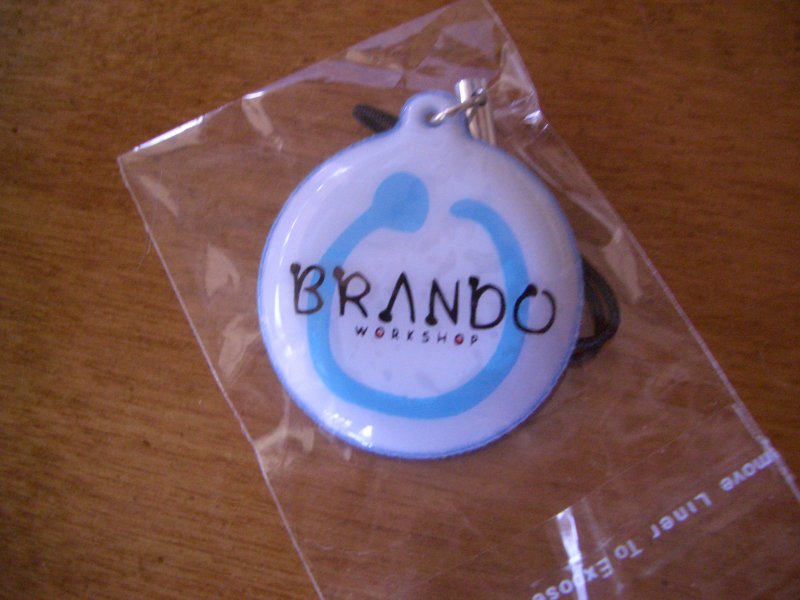 BRANDO
WORKSHOP
move Liner To Expose